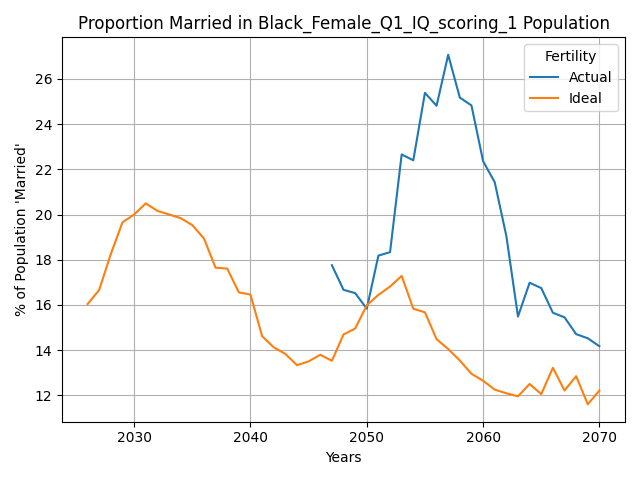 Proportion Married in Black_Female_Q1_IQ_scoring_1 Population
Fertility
Actual
Ideal
% of Population 'Married'
26
24
22
20
18
16
14
12
2030
2040
2050
2060
2070
Years